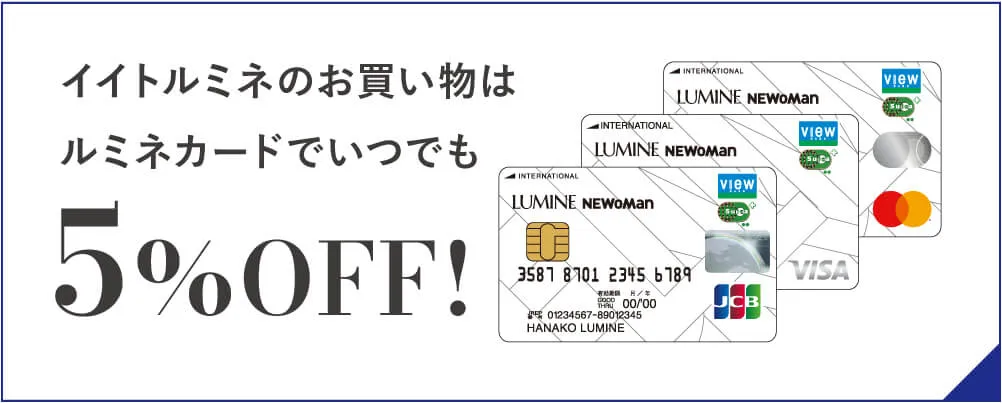 イイトルミネのお買い物は
ルミネカードでいつでも
5%OFF!
INTERNATIONAL
LUMINE NEWoMan
VIEW
Suica
INTERNATIONAL
LUMINE NEWoMan
VIEW
Suica
VISA
INTERNATIONAL
LUMINE NEWoMan
VIEW
Suica
3587 8701 2345 6789
有効期限 月/年
GOOD THRU 00/00
01234567-89012345
HANAKO LUMINE
JCB